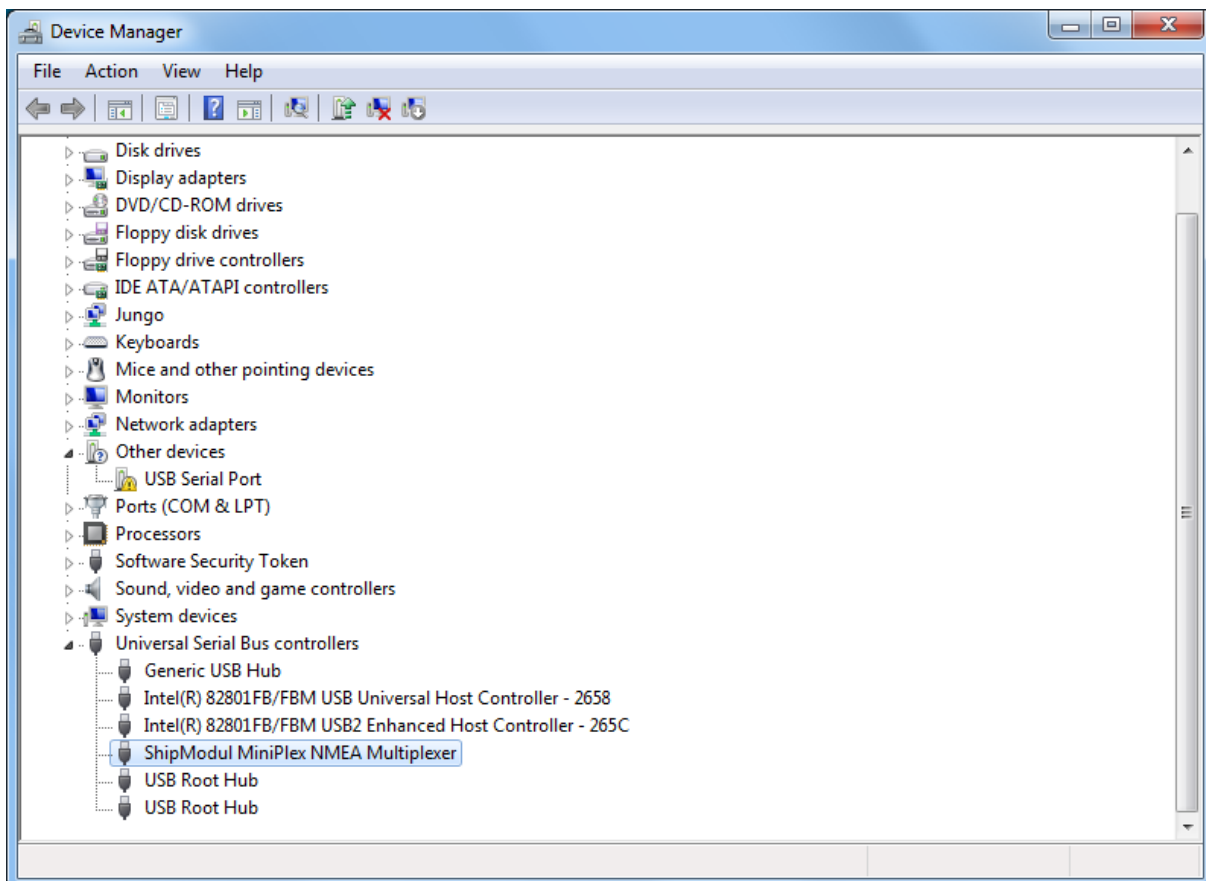 Device Manager
File Action View Help
Disk drives
Display adapters
DVD/CD-ROM drives
Floppy disk drives
Floppy drive controllers
IDE ATA/ATAPI controllers
Jungo
Keyboards
Mice and other pointing devices
Monitors
Network adapters
Other devices
USB Serial Port
Ports (COM & LPT)
Processors
Software Security Token
Sound, video and game controllers
System devices
Universal Serial Bus controllers
Generic USB Hub
Intel(R) 82801FB/FBM USB Universal Host Controller - 2658
Intel(R) 82801FB/FBM USB2 Enhanced Host Controller - 265C
ShipModul MiniPlex NMEA Multiplexer
USB Root Hub
USB Root Hub